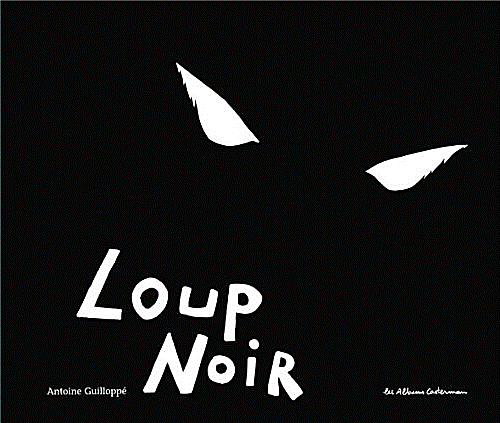 Loup
Noir
Antoine Guilloppé
les Albums Casterman